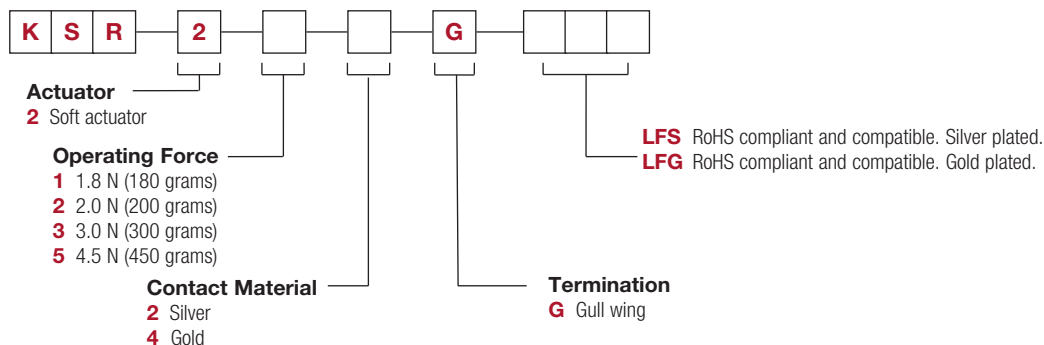 K S R 2 G
Actuator
2 Soft actuator
Operating Force
1 1.8 N (180 grams)
2 2.0 N (200 grams)
3 3.0 N (300 grams)
5 4.5 N (450 grams)
Contact Material
2 Silver
4 Gold
Termination
G Gull wing
LFS RoHS compliant and compatible. Silver plated.
LFG RoHS compliant and compatible. Gold plated.